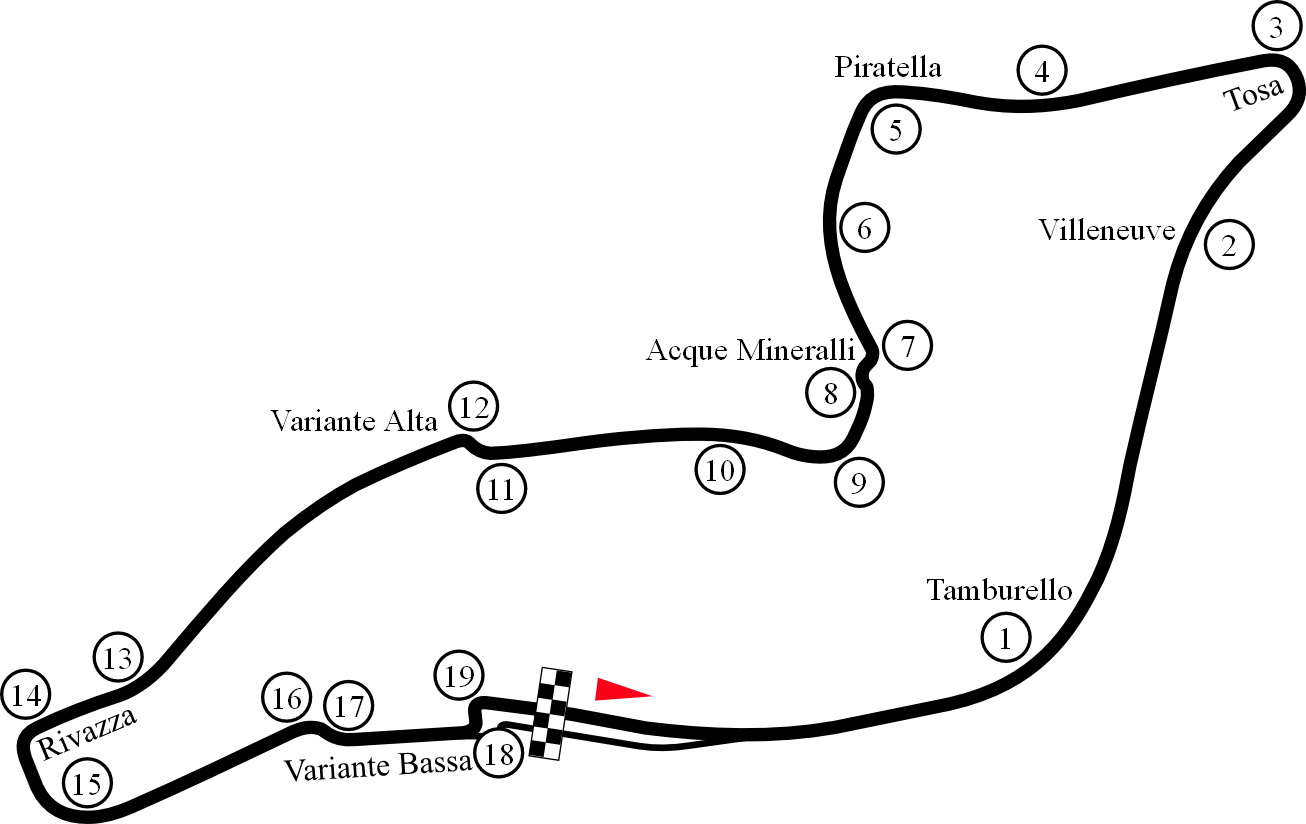 3
Piratella
4
Tosa
5
6
Villeneuve
2
Acque Mineralli
7
8
12
Variante Alta
10
11
9
Tamburello
1
13
14
19
16
17
Rivazza
18
Variante Bassa
15